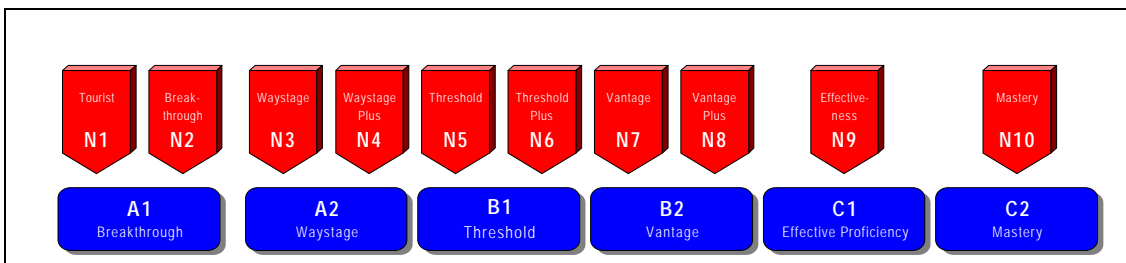 Tourist
N1
Break-
through
N2
Waystage
N3
Waystage
Plus
N4
Threshold
N5
Threshold
Plus
N6
Vantage
N7
Vantage
Plus
N8
Effective-
ness
N9
Mastery
N10
A1
Breakthrough
A2
Waystage
B1
Threshold
B2
Vantage
C1
Effective Proficiency
C2
Mastery